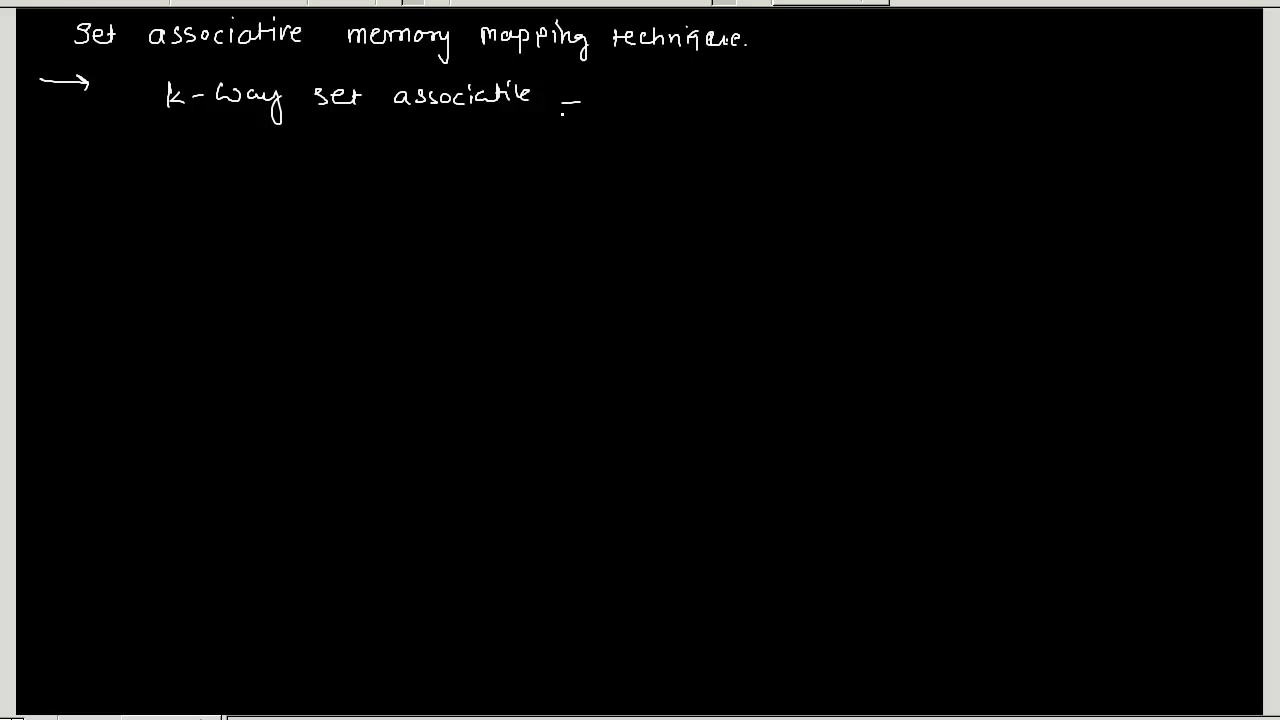 Set associative memory mapping technique.
k-way set associative =